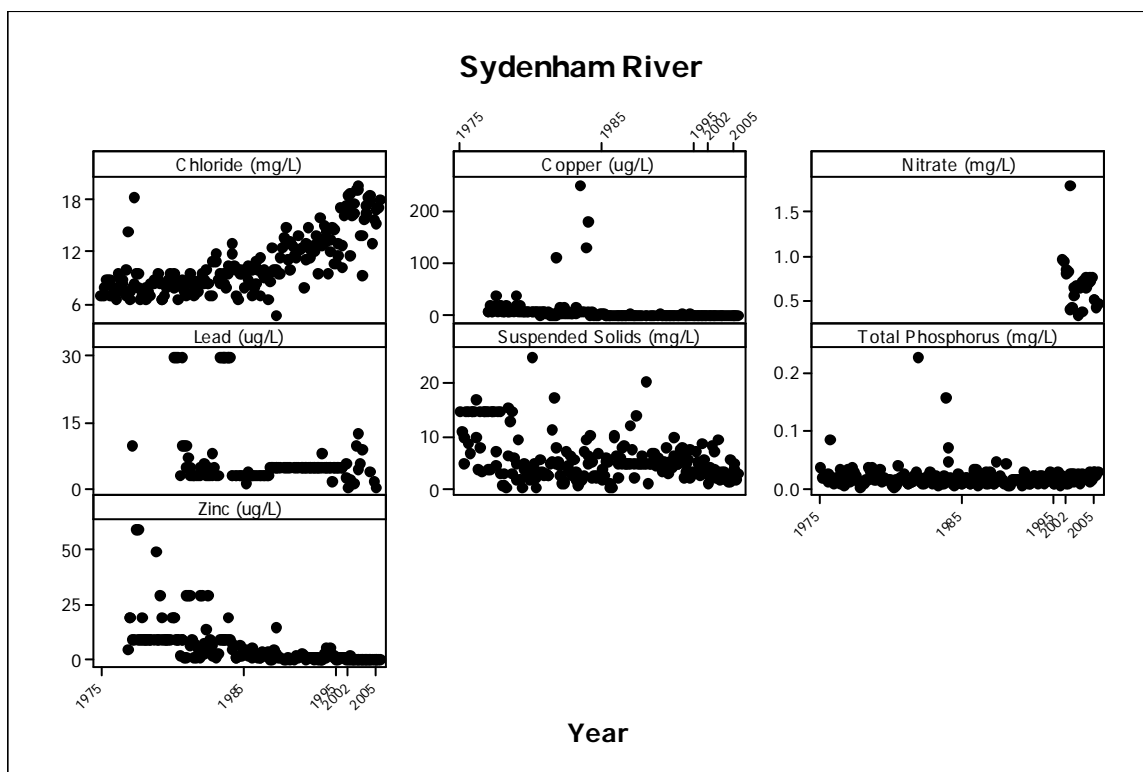 Sydenham River
1975 1985 1995 2002 2005
Chloride (mg/L) Copper (ug/L) Nitrate (mg/L)
18
12
6
200
100
0
1.5
1.0
0.5
Lead (ug/L) Suspended Solids (mg/L) Total Phosphorus (mg/L)
30
15
0
20
10
0
0.2
0.1
0.0
1975 1985 1995 2002 2005
Zinc (ug/L)
50
25
0
1975 1985 1995 2002 2005
Year